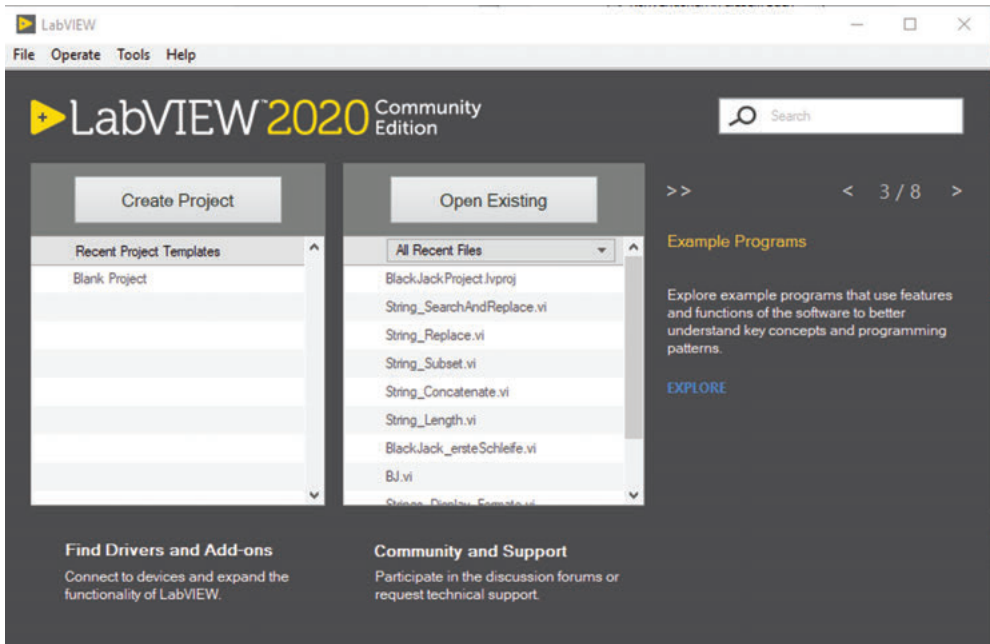 LabVIEW
File Operate Tools Help
LabVIEW™ 2020 Community Edition
Search
Create Project
Recent Project Templates
Blank Project
Open Existing
All Recent Files
BlackJackProject.lvproj
String_SearchAndReplace.vi
String_Replace.vi
String_Subset.vi
String_Concatenate.vi
String_Length.vi
BlackJack_ersteSchleife.vi
BJ.vi
>> < 3 / 8 >
Example Programs
Explore example programs that use features
and functions of the software to better
understand key concepts and programming
patterns.
EXPLORE
Find Drivers and Add-ons
Connect to devices and expand the
functionality of LabVIEW.
Community and Support
Participate in the discussion forums or
request technical support.